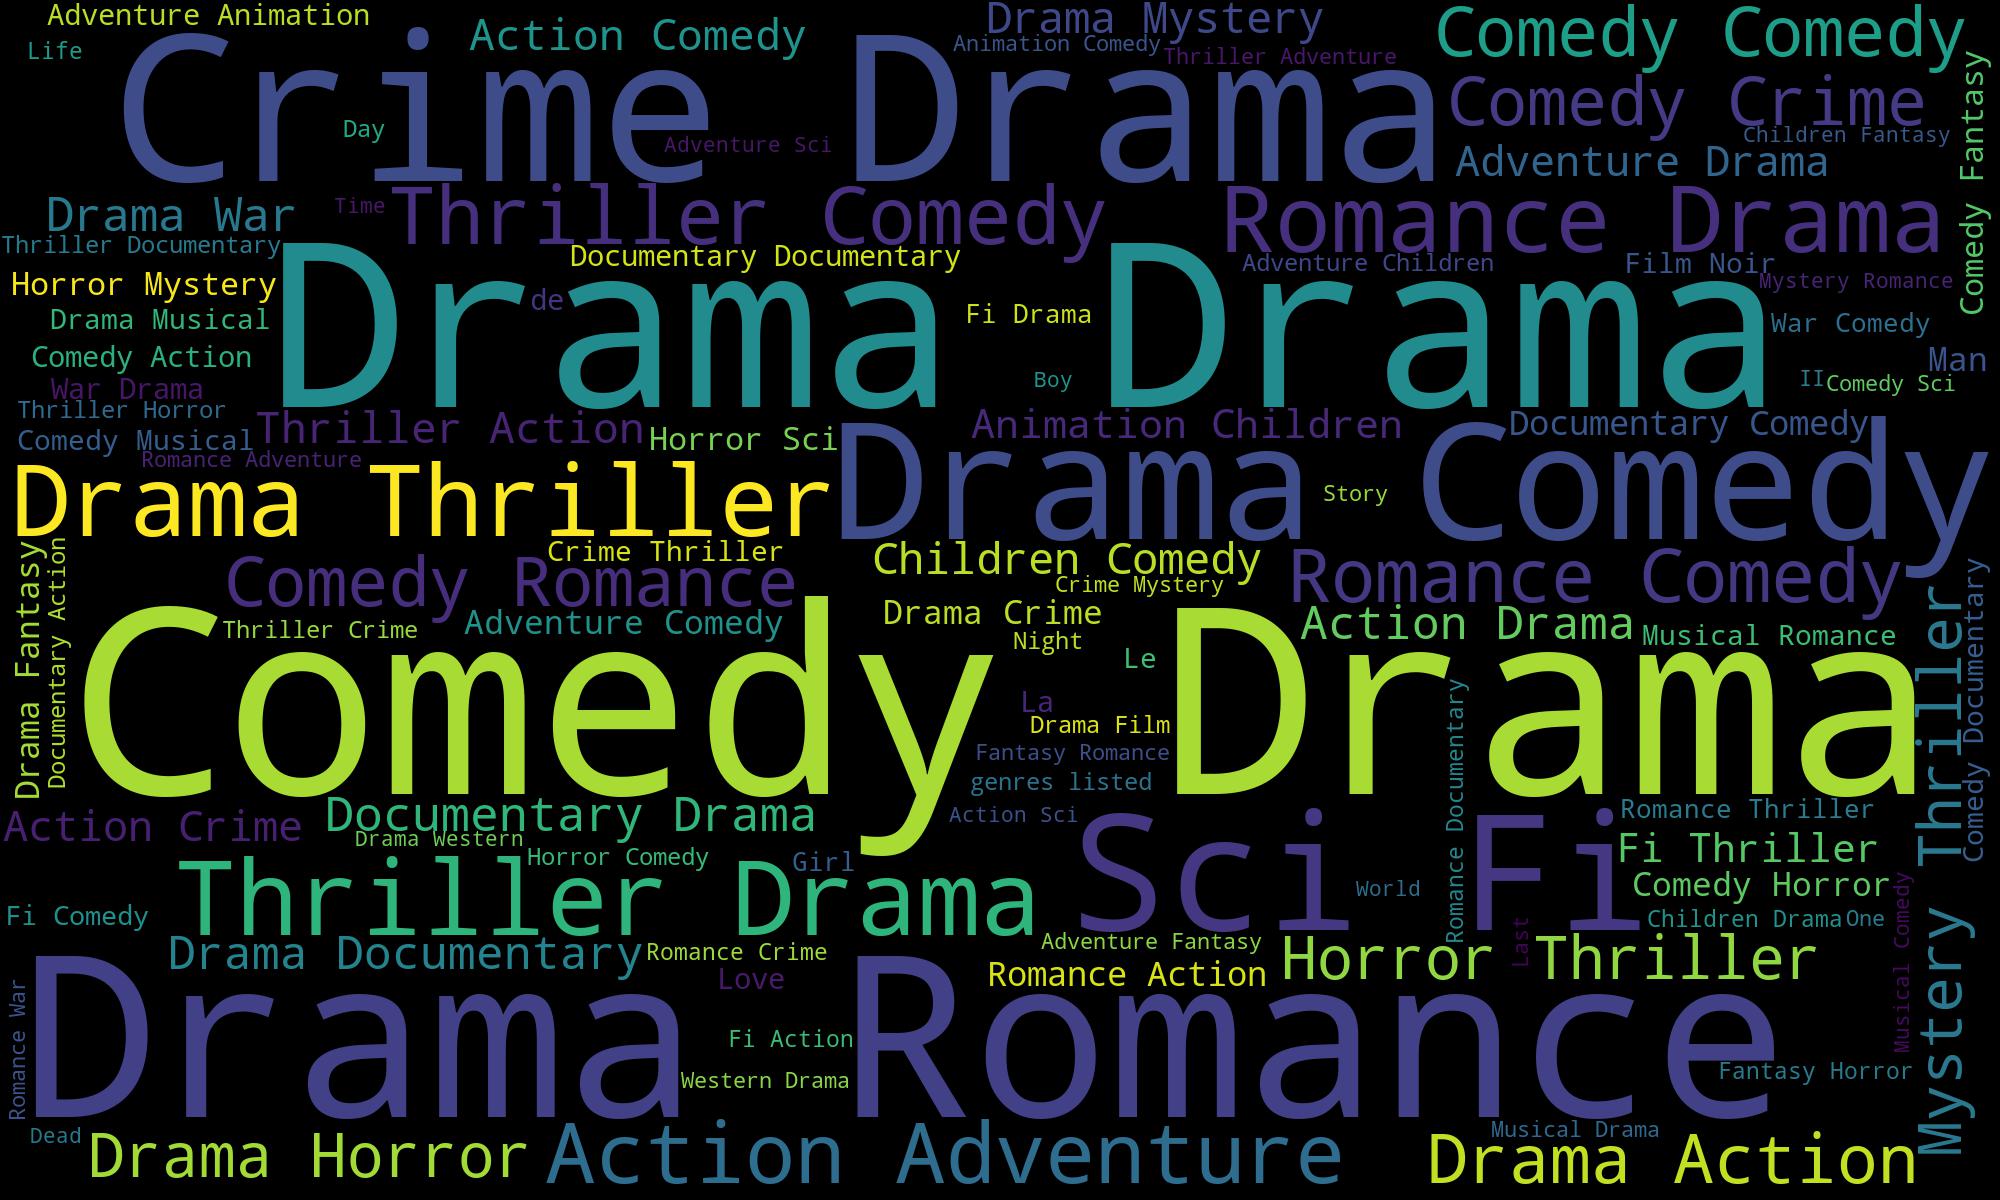 Adventure Animation
Life
Action Comedy
Drama Mystery
Animation Comedy
Thriller Adventure
Comedy Comedy
Crime Drama
Comedy Crime
Children Fantasy
Comedy Fantasy
Day
Adventure Sci
Adventure Drama
Drama War
Time
Thriller Comedy
Romance Drama
Thriller Documentary
Documentary Documentary
Adventure Children
Film Noir
Mystery Romance
Horror Mystery
de
Drama Drama
Fi Drama
War Comedy
Drama Musical
Comedy Action
Man
War Drama
Boy
II
Comedy Sci
Thriller Horror
Comedy Musical
Thriller Action
Horror Sci
Animation Children
Documentary Comedy
Romance Adventure
Drama Thriller
Drama Comedy
Story
Drama Fantasy
Documentary Action
Crime Thriller
Comedy Romance
Children Comedy
Crime Mystery
Romance Comedy
Drama Crime
Thriller Crime
Adventure Comedy
Night
Action Drama
Musical Romance
Le
Comedy Drama
La
Drama Film
Fantasy Romance
genres listed
Romance Documentary
Mystery Thriller
Comedy Documentary
Action Crime
Documentary Drama
Action Sci
Romance Thriller
Drama Western
Horror Comedy
Girl
Sci Fi
Fi Thriller
Thriller Drama
World
Comedy Horror
Fi Comedy
Children Drama
One
Last
Musical Comedy
Drama Documentary
Romance Crime
Adventure Fantasy
Horror Thriller
Love
Romance Action
Romance War
Drama Romance
Fi Action
Western Drama
Fantasy Horror
Dead
Drama Horror
Action Adventure
Musical Drama
Drama Action